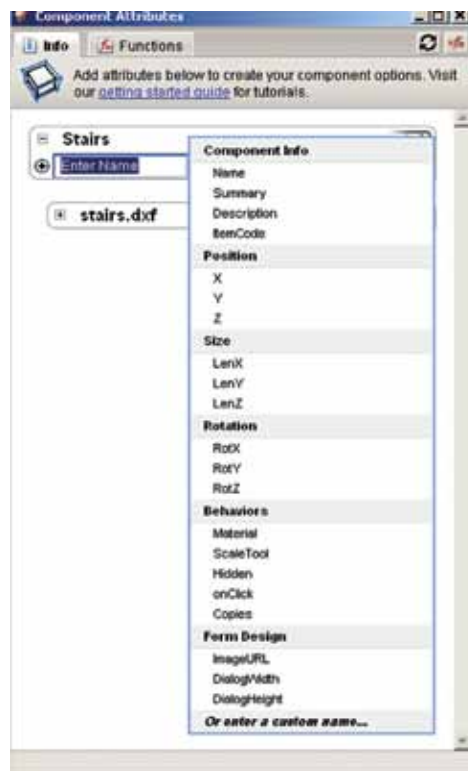 Component Attributes
Info
Functions
Add attributes below to create your component options. Visit
our getting started guide for tutorials.
Stairs
Enter Name
stairs.dxf
Component Info
Name
Summary
Description
ItemCode
Position
X
Y
Z
Size
LenX
LenY
LenZ
Rotation
RotX
RotY
RotZ
Behaviors
Material
ScaleTool
Hidden
onClick
Copies
Form Design
ImageURL
DialogWidth
DialogHeight
Or enter a custom name...